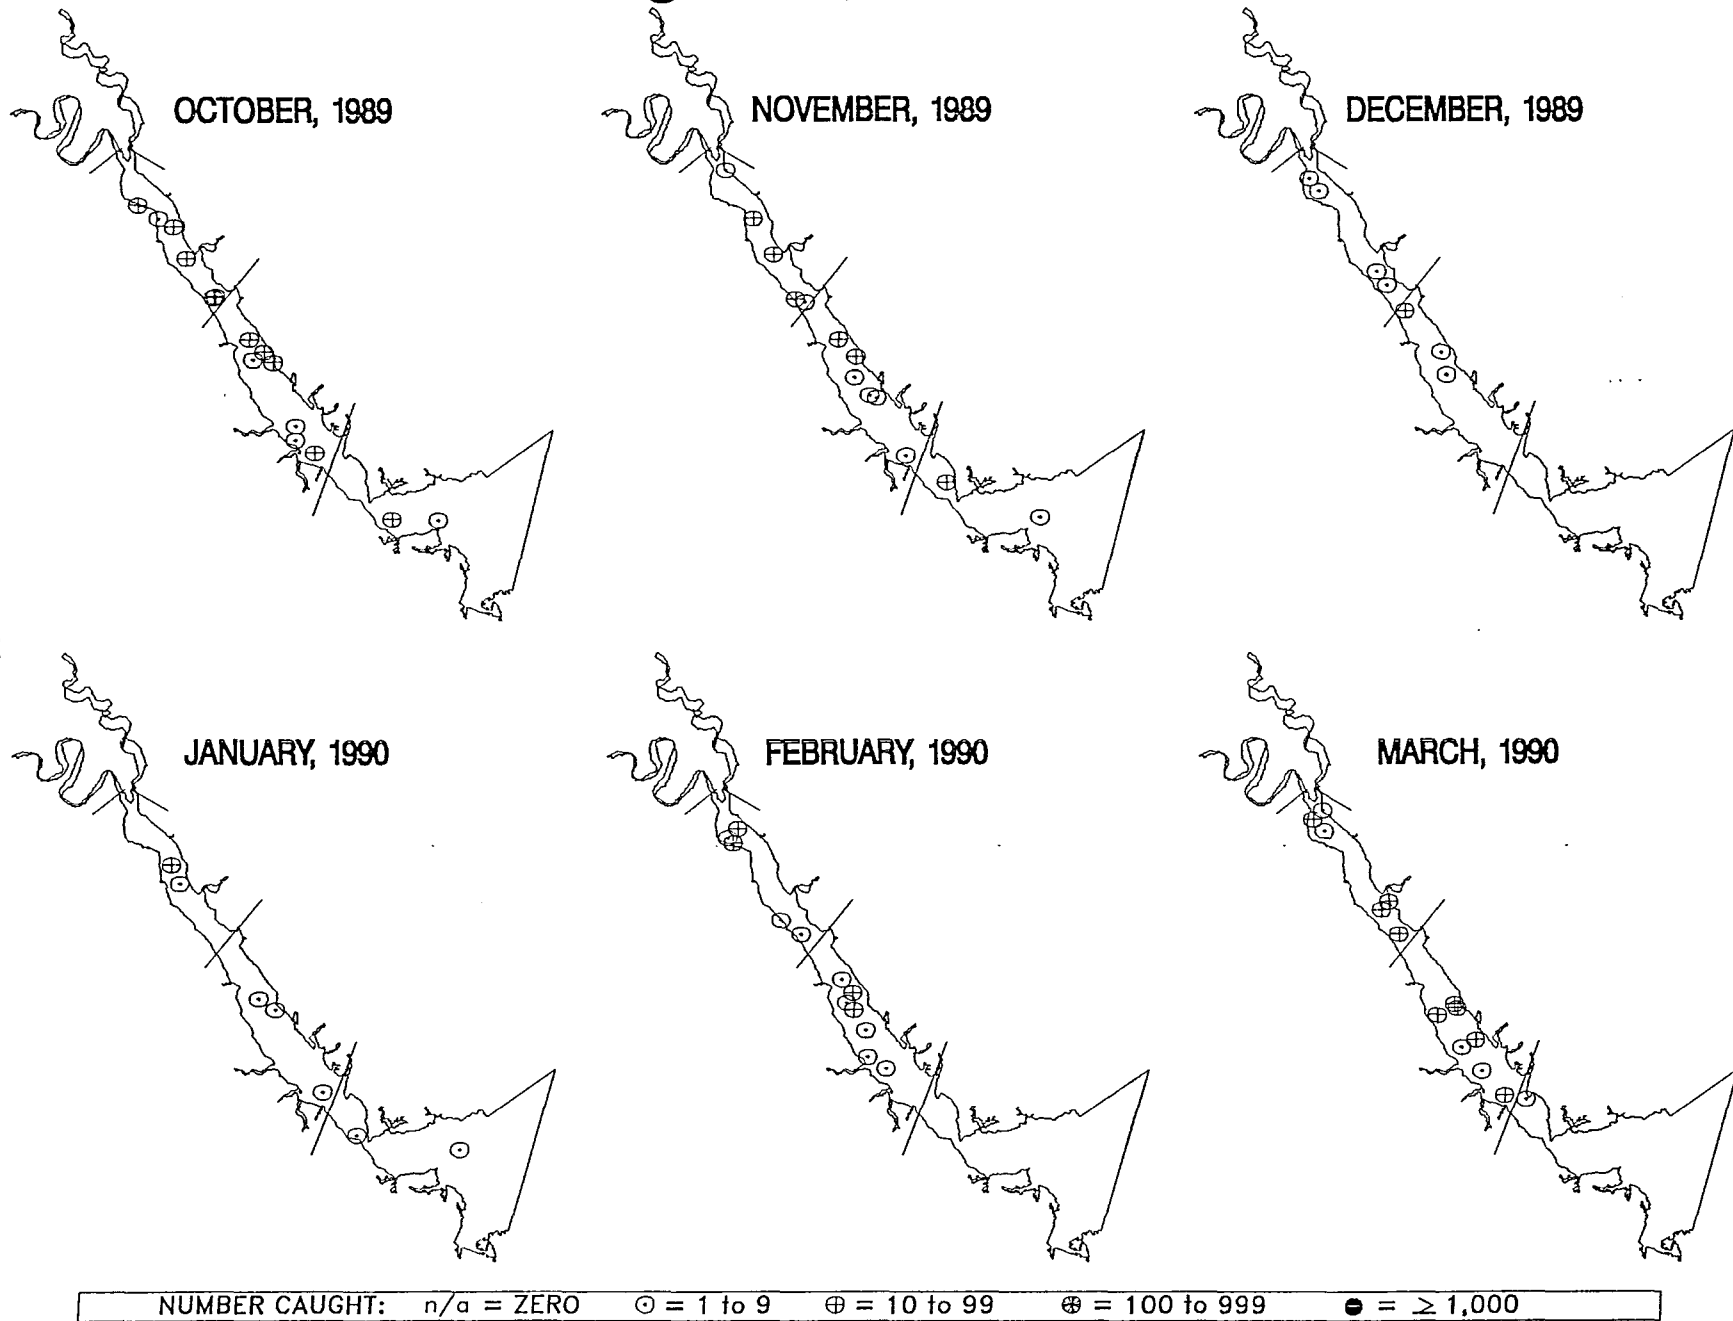 OCTOBER, 1989
NOVEMBER, 1989
DECEMBER, 1989
JANUARY, 1990
FEBRUARY, 1990
MARCH, 1990
NUMBER CAUGHT: n/a = ZERO ⊙ = 1 to 9 ⊕ = 10 to 99 ⊛ = 100 to 999 ⊖ = ≥ 1,000